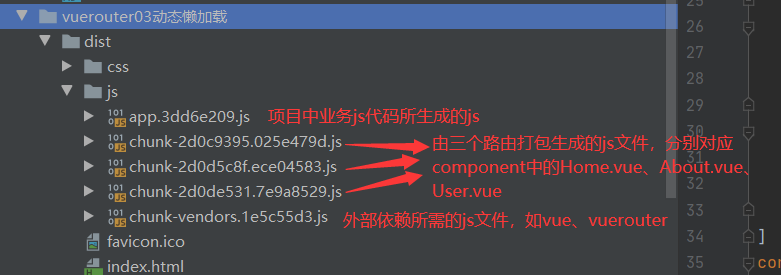 vuerouter03动态懒加载
dist
css
js
app.3dd6e209.js 项目中业务js代码所生成的js
chunk-2d0c9395.025e479d.js 由三个路由打包生成的js文件，分别对应
chunk-2d0d5c8f.ece04583.js component中的Home.vue、About.vue、
chunk-2d0de531.7e9a8529.js User.vue
chunk-vendors.1e5c55d3.js 外部依赖所需的js文件，如vue、vuerouter
favicon.ico
index.html
26
27
28
29
30
31
32
33
34 ]
35 cor